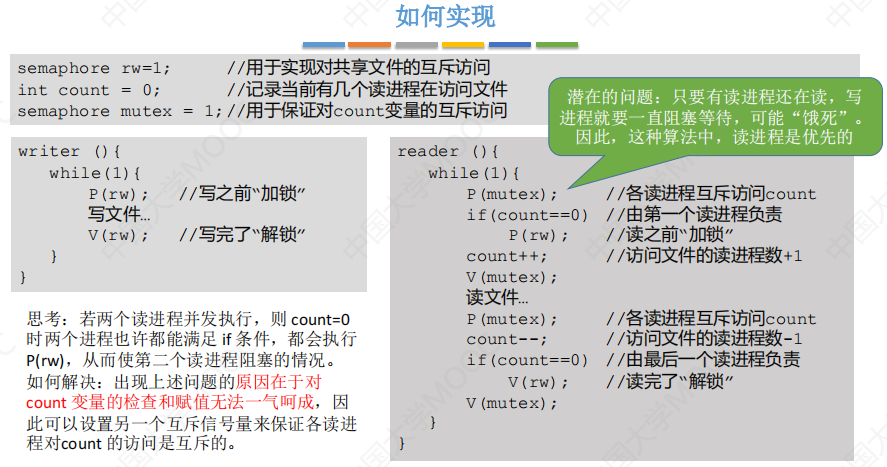 如何实现
semaphore rw=1; //用于实现对共享文件的互斥访问
int count = 0; //记录当前有几个读进程在访问文件
semaphore mutex = 1;//用于保证对count变量的互斥访问
潜在的问题：只要有读进程还在读，写
进程就要一直阻塞等待，可能“饿死”。
因此，这种算法中，读进程是优先的
writer (){
while(1){
P(rw); //写之前“加锁”
写文件…
V(rw); //写完了“解锁”
}
}
思考：若两个读进程并发执行，则 count=0
时两个进程也许都能满足 if 条件，都会执行
P(rw)，从而使第二个读进程阻塞的情况。
如何解决：出现上述问题的原因在于对
count 变量的检查和赋值无法一气呵成，因
此可以设置另一个互斥信号量来保证各读进
程对count 的访问是互斥的。
reader (){
while(1){
P(mutex); //各读进程互斥访问count
if(count==0) //由第一个读进程负责
P(rw); //读之前“加锁”
count++; //访问文件的读进程数+1
V(mutex);
读文件…
P(mutex); //各读进程互斥访问count
count--; //访问文件的读进程数-1
if(count==0) //由最后一个读进程负责
V(rw); //读完了“解锁”
V(mutex);
}
}